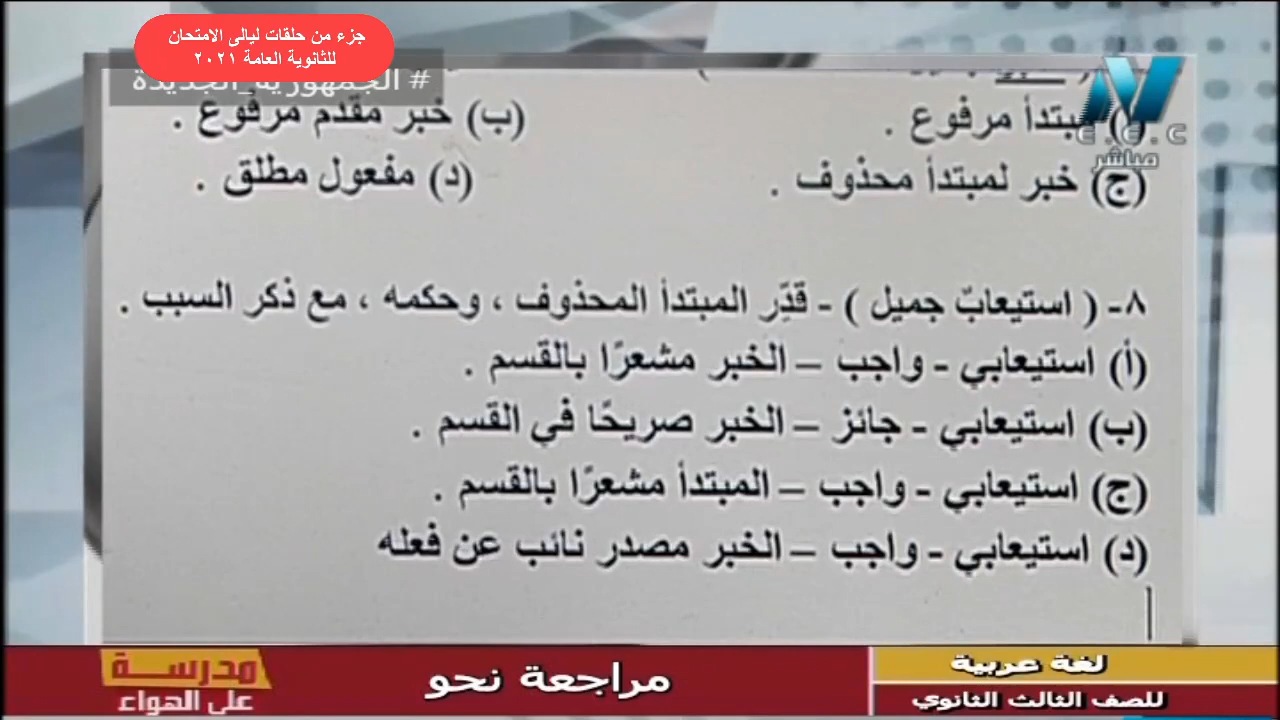 جزء من حلقات ليالى الامتحان
للثانوية العامة ٢٠٢١
# الجمهورية_الجديدة
(أ) مبتدأ مرفوع . (ب) خبر مقدم مرفوع .
e.e.c
مباشر
(ج) خبر لمبتدأ محذوف . (د) مفعول مطلق .
٨- ( استيعابٌ جميل ) - قدِّر المبتدأ المحذوف ، وحكمه ، مع ذكر السبب .
(أ) استيعابي - واجب – الخبر مشعرًا بالقسم .
(ب) استيعابي - جائز – الخبر صريحًا في القسم .
(ج) استيعابي - واجب – المبتدأ مشعرًا بالقسم .
(د) استيعابي - واجب – الخبر مصدر نائب عن فعله
لغة عربية
للصف الثالث الثانوي
مراجعة نحو
مدرسة
على الهواء